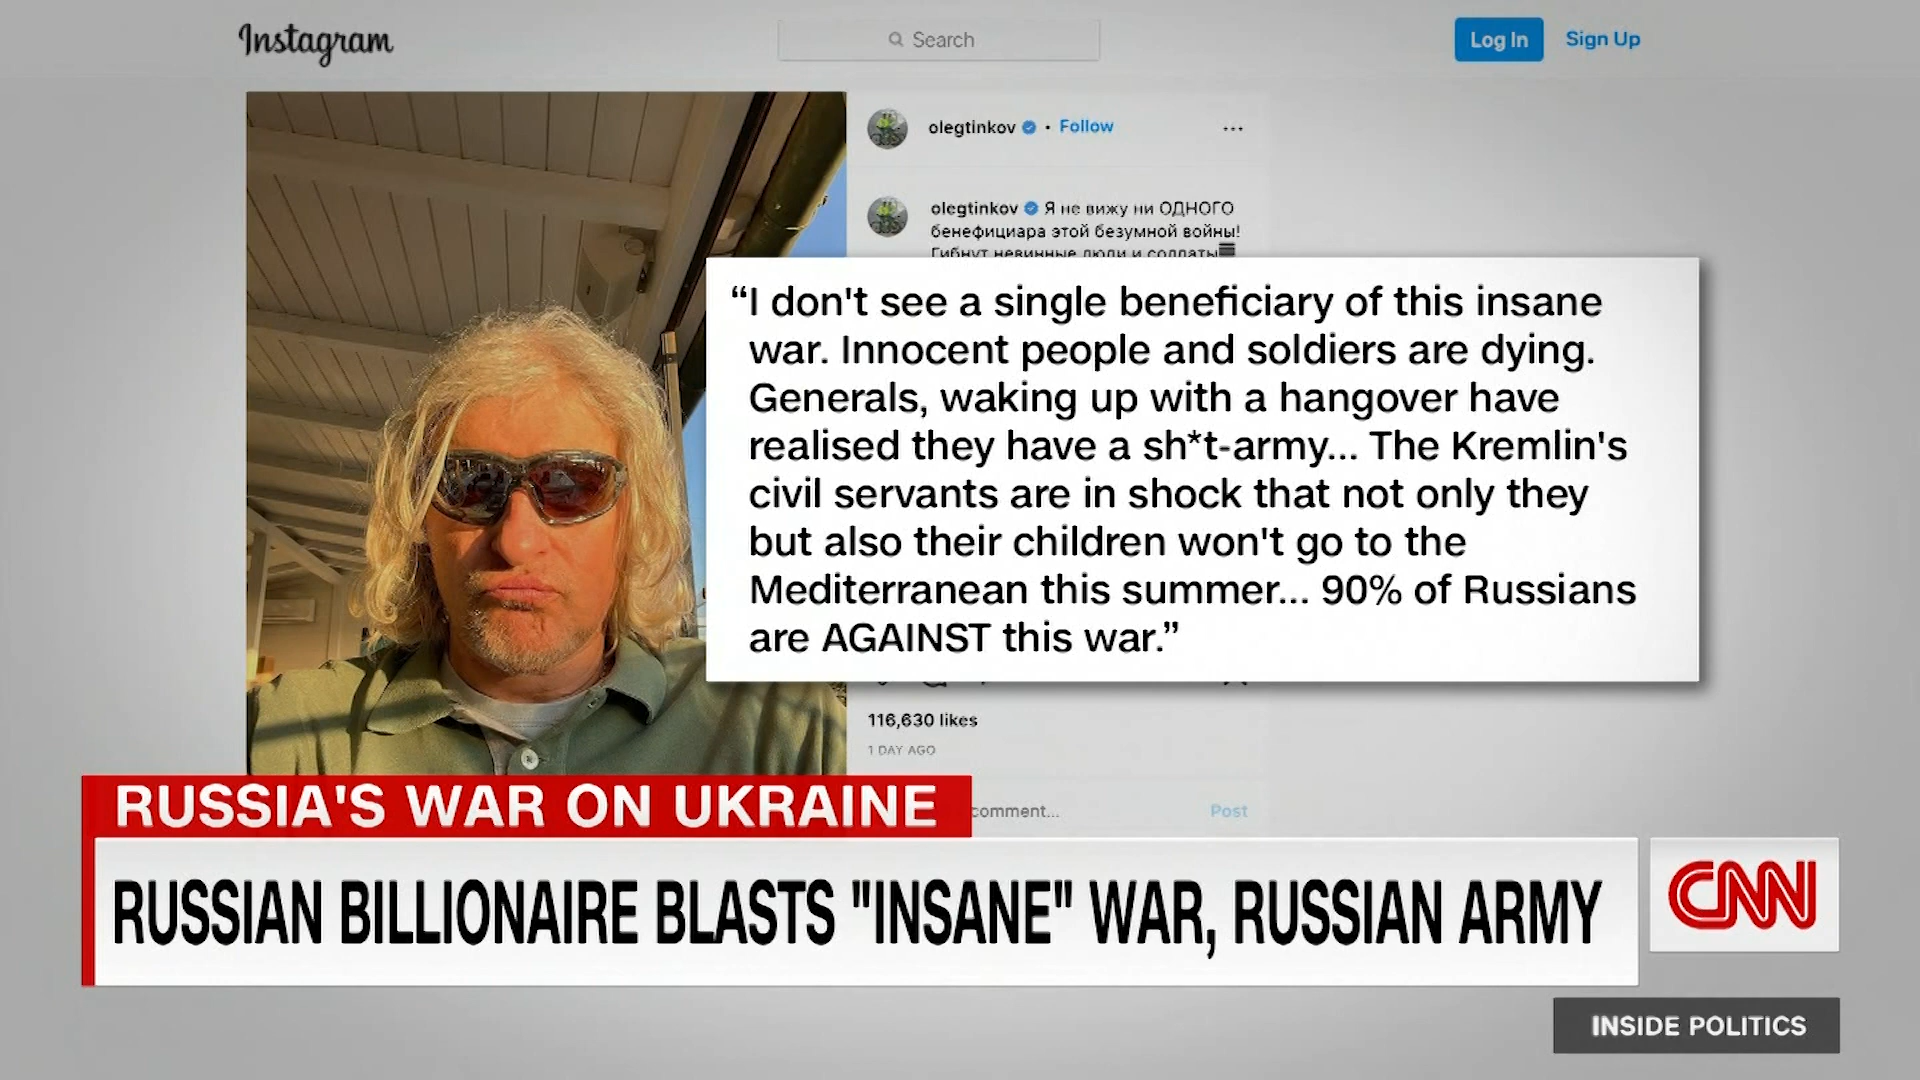 Instagram
Search
Log In
Sign Up
olegtinkov • Follow
...
olegtinkov Я не вижу ни ОДНОГО
бенефициара этой безумной войны!
Гибнут невинные люди и солдаты
“I don't see a single beneficiary of this insane
war. Innocent people and soldiers are dying.
Generals, waking up with a hangover have
realised they have a sh*t-army... The Kremlin's
civil servants are in shock that not only they
but also their children won't go to the
Mediterranean this summer... 90% of Russians
are AGAINST this war.”
116,630 likes
1 DAY AGO
comment...
Post
RUSSIA'S WAR ON UKRAINE
RUSSIAN BILLIONAIRE BLASTS "INSANE" WAR, RUSSIAN ARMY
CNN
INSIDE POLITICS